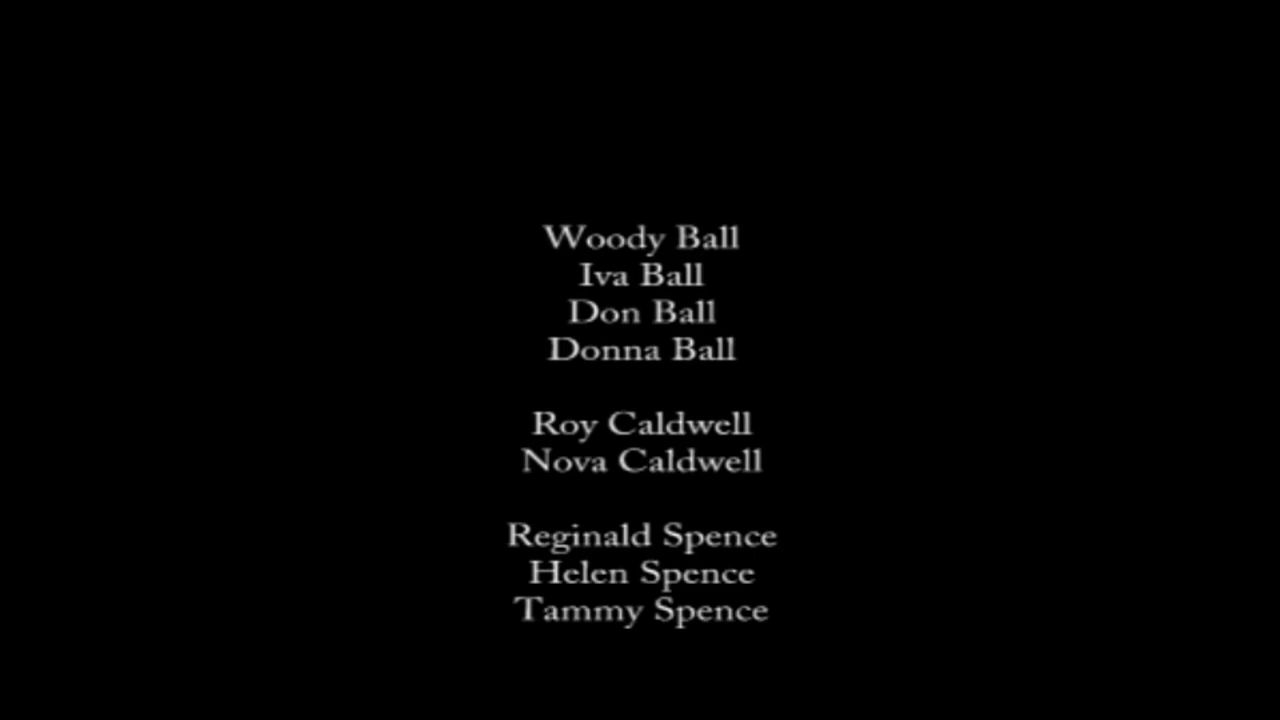 Woody Ball
Iva Ball
Don Ball
Donna Ball
Roy Caldwell
Nova Caldwell
Reginald Spence
Helen Spence
Tammy Spence